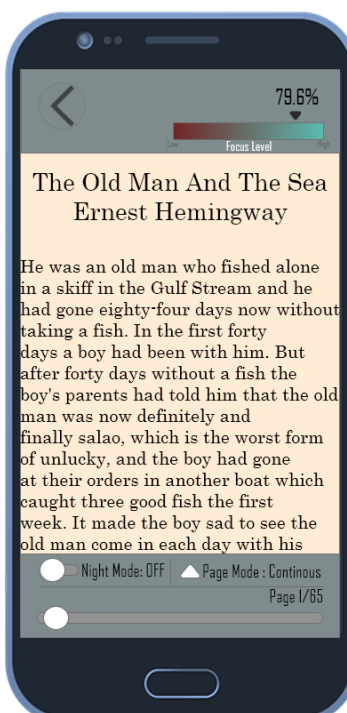 79.6%
Low Focus Level High
The Old Man And The Sea
Ernest Hemingway
He was an old man who fished alone
in a skiff in the Gulf Stream and he
had gone eighty-four days now without
taking a fish. In the first forty
days a boy had been with him. But
after forty days without a fish the
boy's parents had told him that the old
man was now definitely and
finally salao, which is the worst form
of unlucky, and the boy had gone
at their orders in another boat which
caught three good fish the first
week. It made the boy sad to see the
old man come in each day with his
Night Mode: OFF Page Mode : Continous
Page 1/65